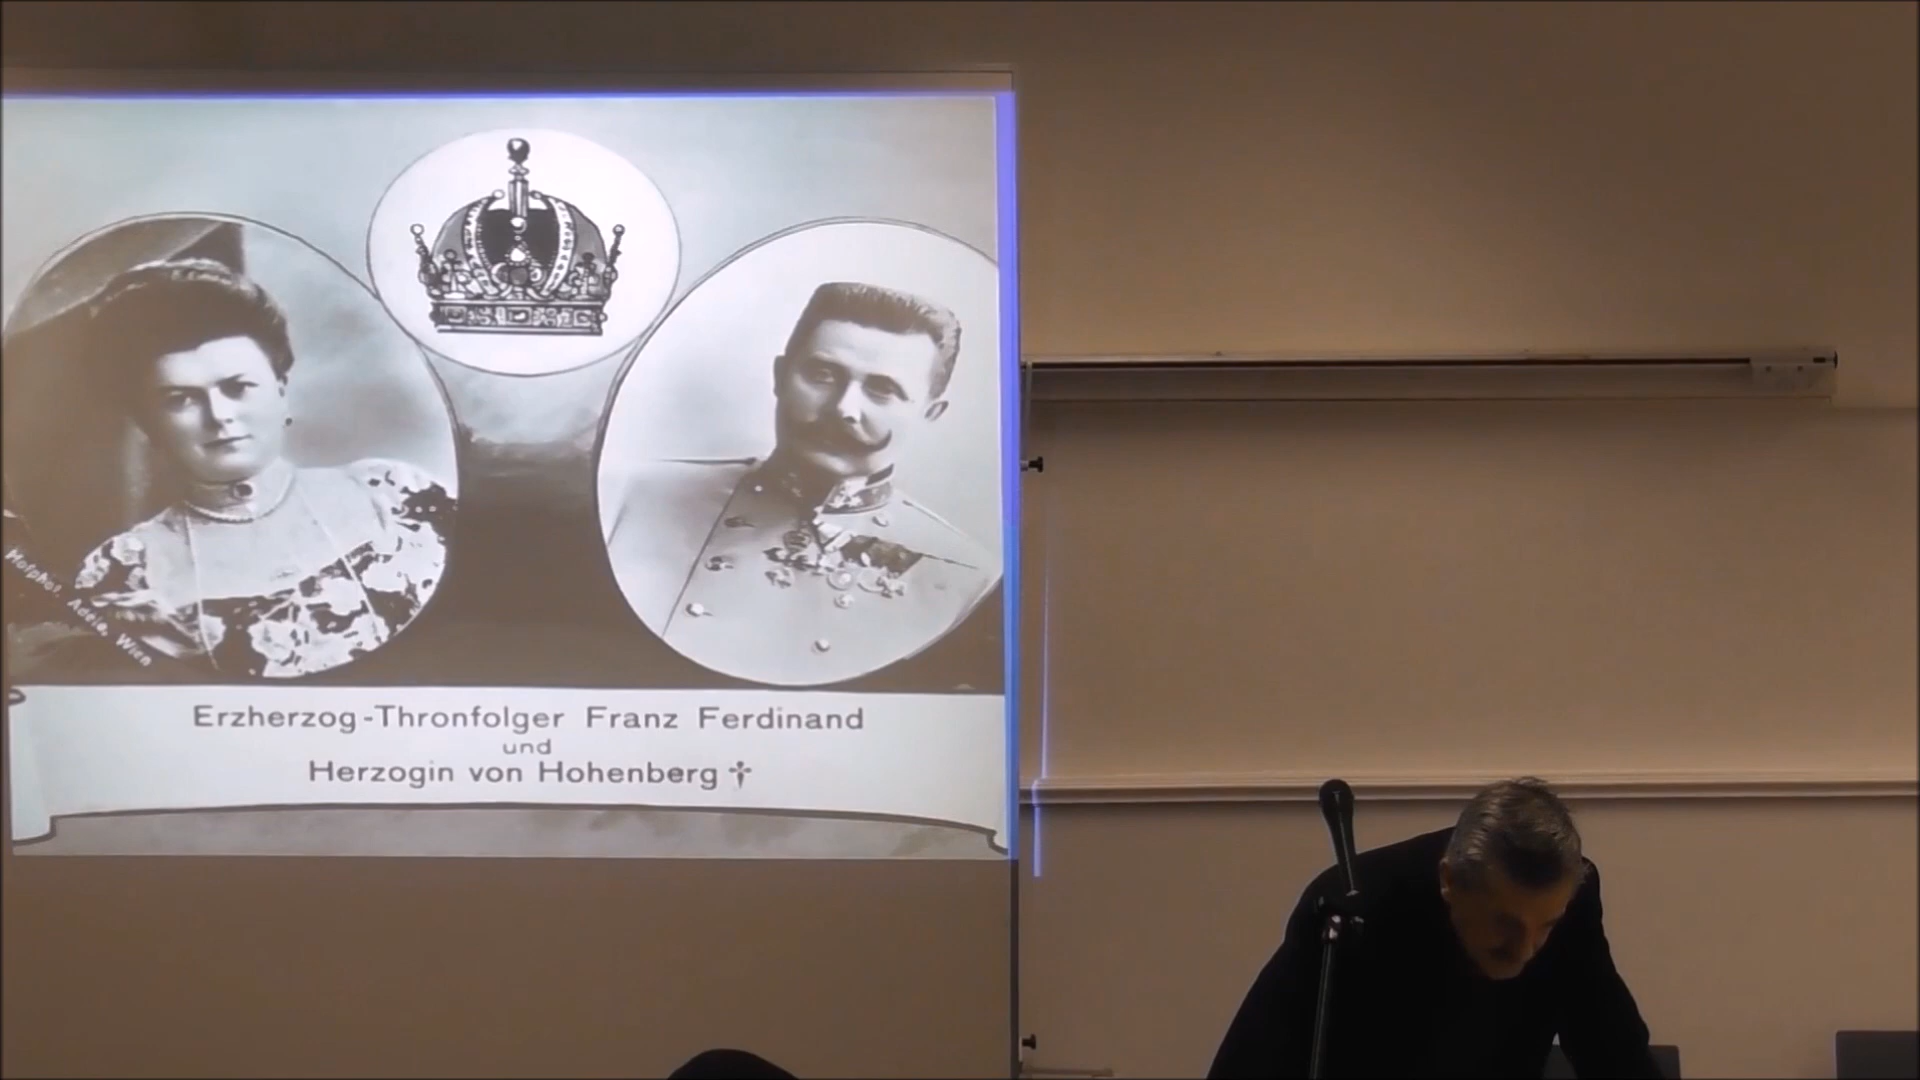 Hofphot. Adele, Wien
Erzherzog-Thronfolger Franz Ferdinand
und
Herzogin von Hohenberg †